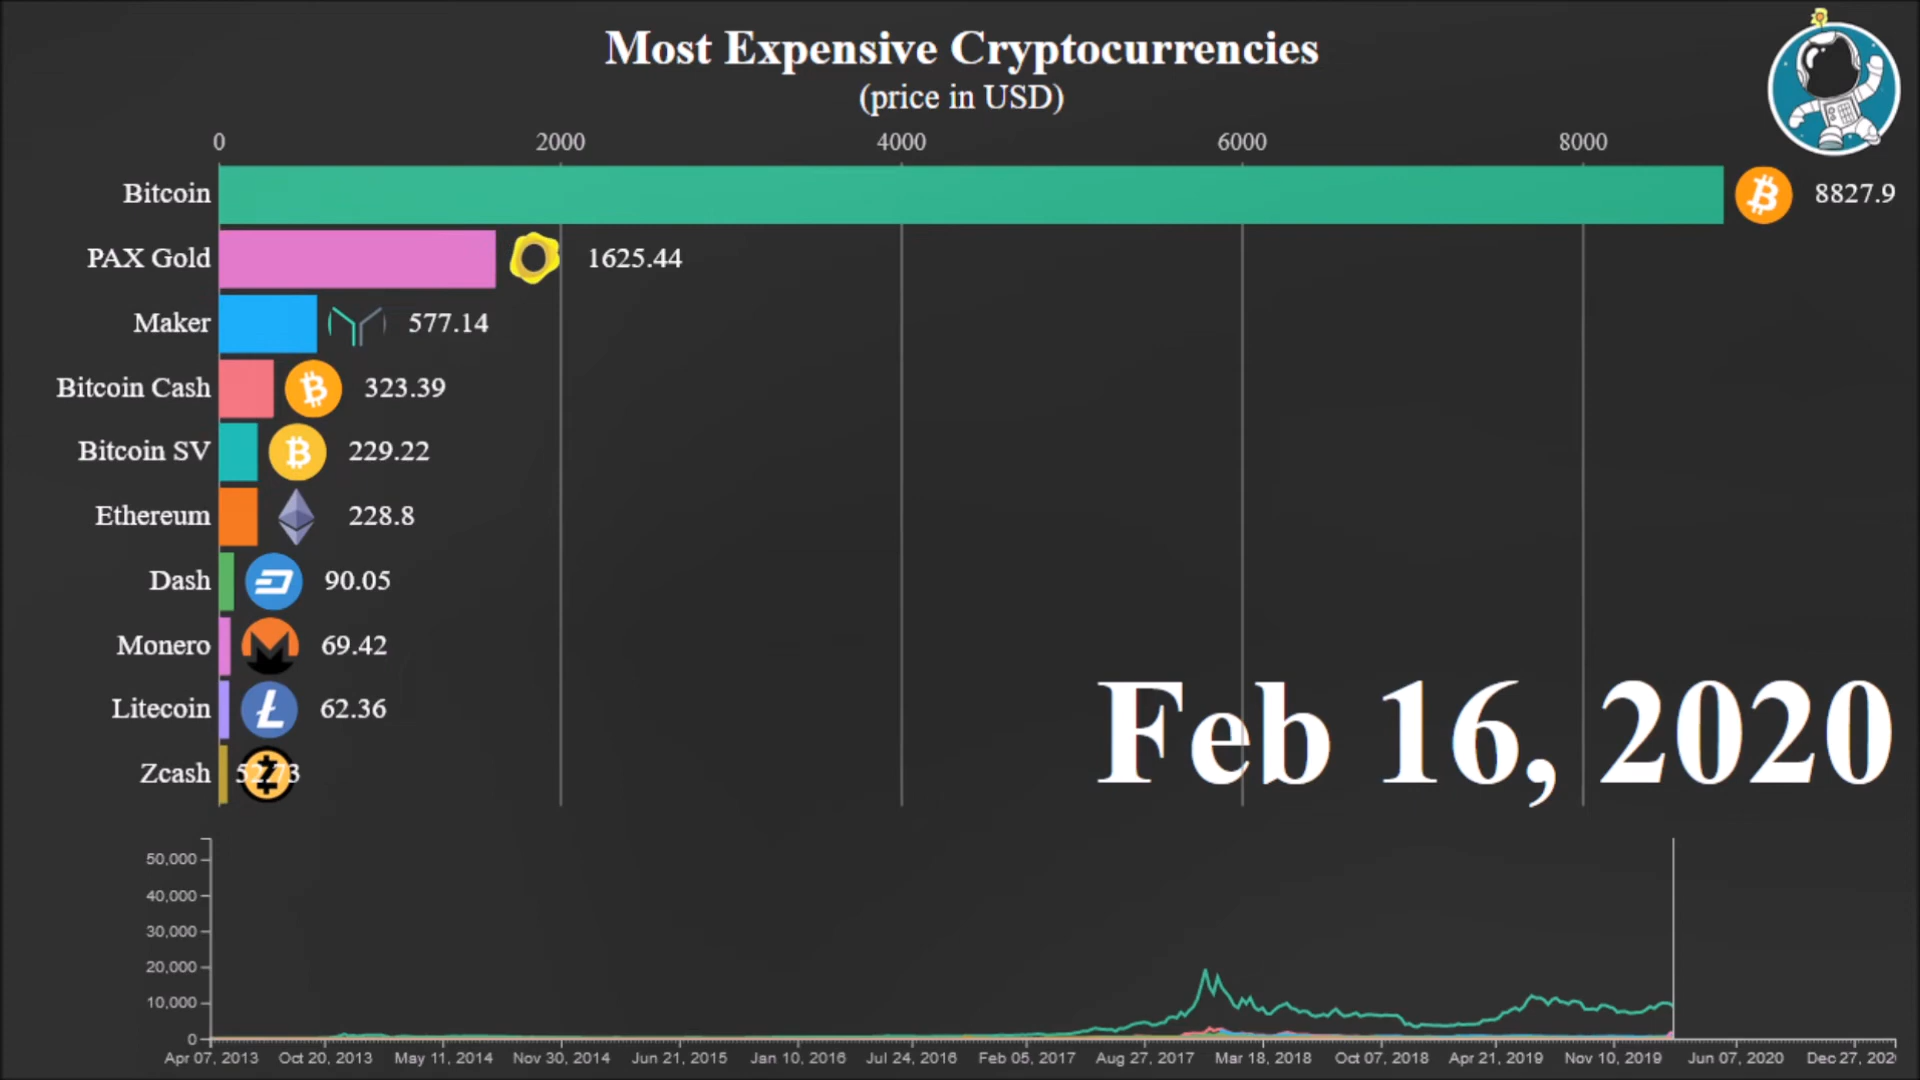 Most Expensive Cryptocurrencies
(price in USD)
0 2000 4000 6000 8000
Bitcoin 8827.9
PAX Gold 1625.44
Maker 577.14
Bitcoin Cash 323.39
Bitcoin SV 229.22
Ethereum 228.8
Dash 90.05
Monero 69.42
Litecoin 62.36
Zcash 52.73
Feb 16, 2020
50,000
40,000
30,000
20,000
10,000
0
Apr 07, 2013 Oct 20, 2013 May 11, 2014 Nov 30, 2014 Jun 21, 2015 Jan 10, 2016 Jul 24, 2016 Feb 05, 2017 Aug 27, 2017 Mar 18, 2018 Oct 07, 2018 Apr 21, 2019 Nov 10, 2019 Jun 07, 2020 Dec 27, 202